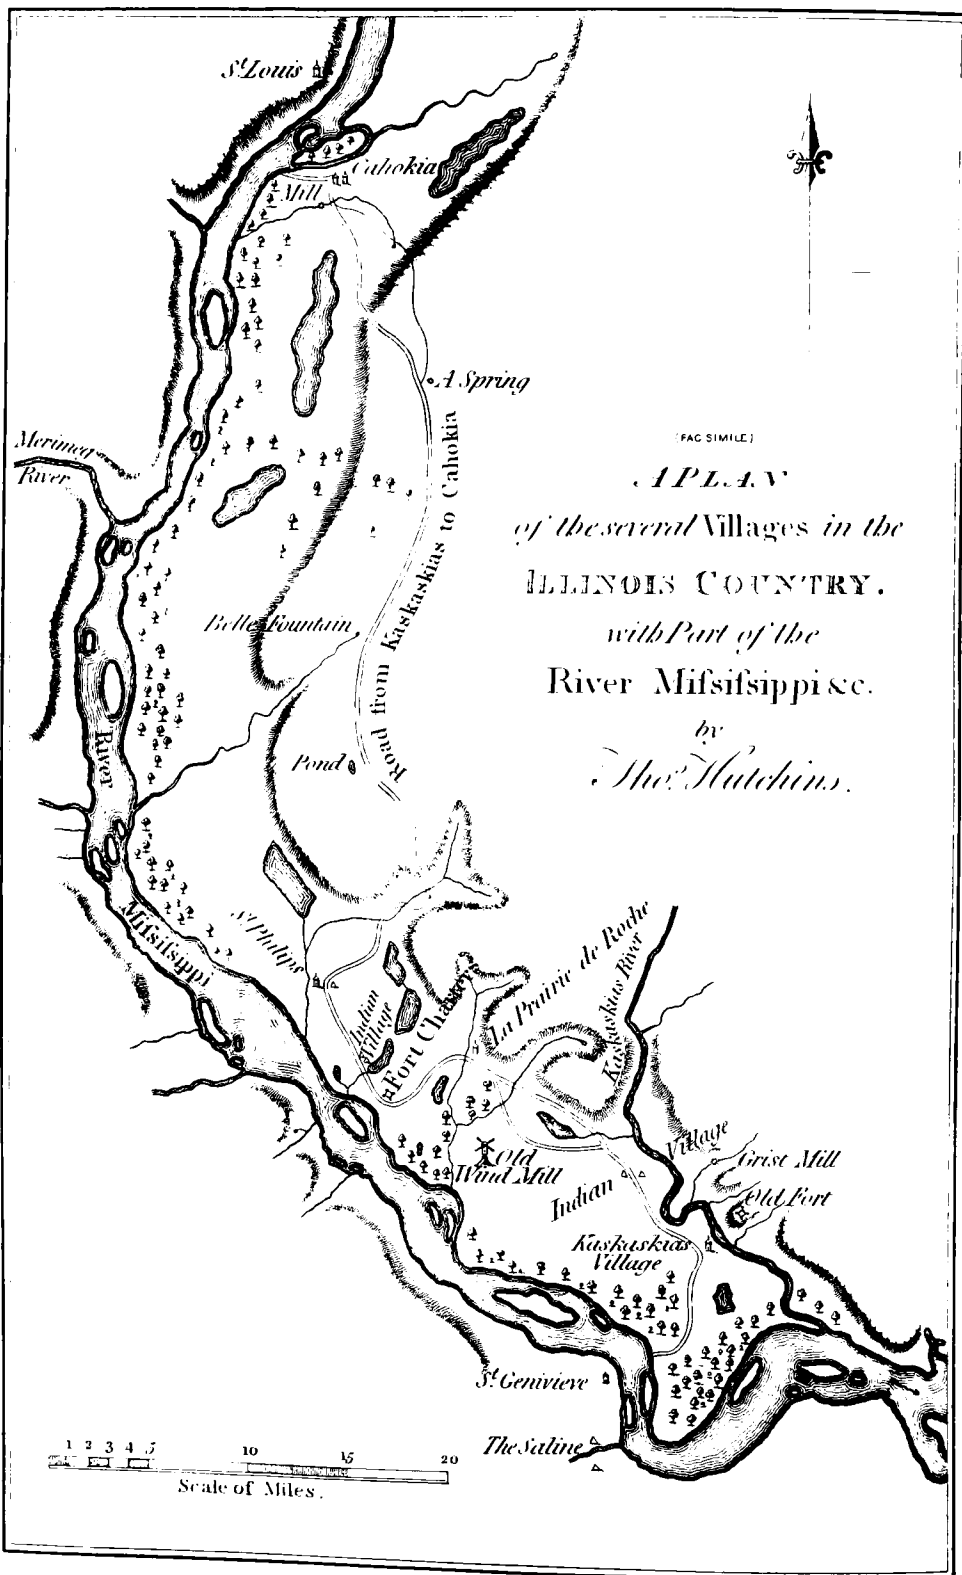 St. Louis
Cahokia
Mill
A Spring
Merimeg
River
(FAC SIMILE)
A PLAN
of the several Villages in the
ILLINOIS COUNTRY.
with Part of the
River Miſsiſsippi &c.
by
Thos. Hutchins.
Road from Kaskaskias to Cahokia
Belle Fountain
Pond
River
Miſsiſsippi
St Philips
Indian
Village
Fort Charters
La Prairie de Roche
Kaskaskias River
Old
Wind Mill
Indian
Village
Grist Mill
Old Fort
Kaskaskias
Village
St. Genivieve
The Saline
1 2 3 4 5 10 15 20
Scale of Miles.